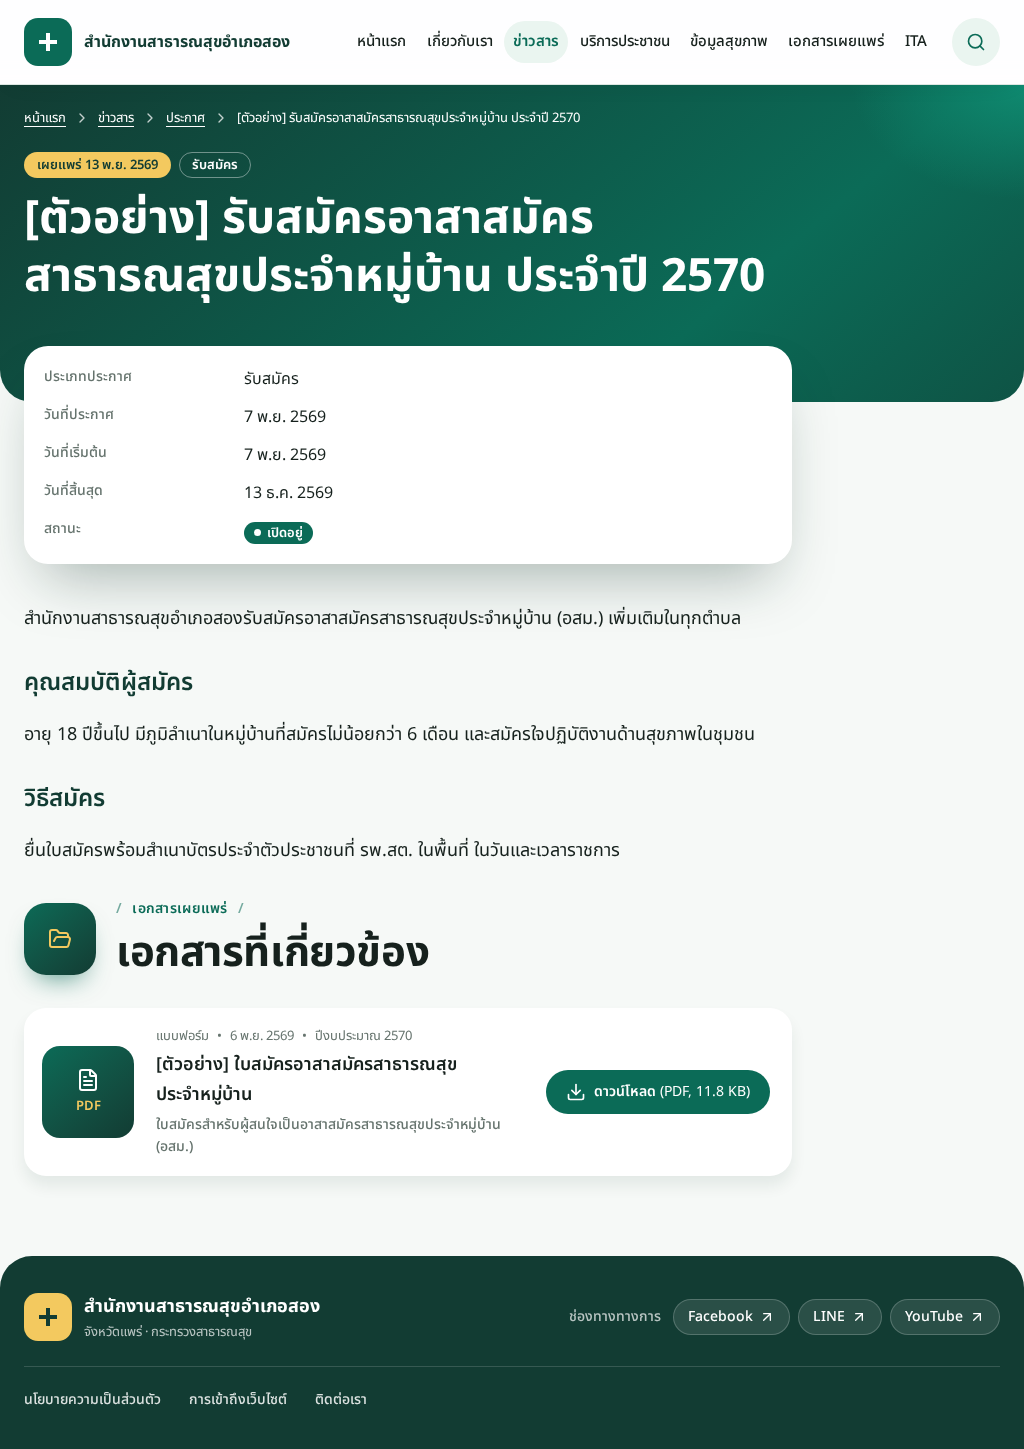 สำนักงานสาธารณสุขอำเภอสอง
หน้าแรก
เกี่ยวกับเรา
ข่าวสาร
บริการประชาชน
ข้อมูลสุขภาพ
เอกสารเผยแพร่
ITA
หน้าแรก > ข่าวสาร > ประกาศ > [ตัวอย่าง] รับสมัครอาสาสมัครสาธารณสุขประจำหมู่บ้าน ประจำปี 2570
เผยแพร่ 13 พ.ย. 2569
รับสมัคร
[ตัวอย่าง] รับสมัครอาสาสมัคร
สาธารณสุขประจำหมู่บ้าน ประจำปี 2570
ประเภทประกาศ รับสมัคร
วันที่ประกาศ 7 พ.ย. 2569
วันที่เริ่มต้น 7 พ.ย. 2569
วันที่สิ้นสุด 13 ธ.ค. 2569
สถานะ เปิดอยู่
สำนักงานสาธารณสุขอำเภอสองรับสมัครอาสาสมัครสาธารณสุขประจำหมู่บ้าน (อสม.) เพิ่มเติมในทุกตำบล
คุณสมบัติผู้สมัคร
อายุ 18 ปีขึ้นไป มีภูมิลำเนาในหมู่บ้านที่สมัครไม่น้อยกว่า 6 เดือน และสมัครใจปฏิบัติงานด้านสุขภาพในชุมชน
วิธีสมัคร
ยื่นใบสมัครพร้อมสำเนาบัตรประจำตัวประชาชนที่ รพ.สต. ในพื้นที่ ในวันและเวลาราชการ
/ เอกสารเผยแพร่ /
เอกสารที่เกี่ยวข้อง
PDF
แบบฟอร์ม • 6 พ.ย. 2569 • ปีงบประมาณ 2570
[ตัวอย่าง] ใบสมัครอาสาสมัครสาธารณสุข
ประจำหมู่บ้าน
ใบสมัครสำหรับผู้สนใจเป็นอาสาสมัครสาธารณสุขประจำหมู่บ้าน
(อสม.)
ดาวน์โหลด (PDF, 11.8 KB)
สำนักงานสาธารณสุขอำเภอสอง
จังหวัดแพร่ · กระทรวงสาธารณสุข
ช่องทางทางการ
Facebook
LINE
YouTube
นโยบายความเป็นส่วนตัว
การเข้าถึงเว็บไซต์
ติดต่อเรา